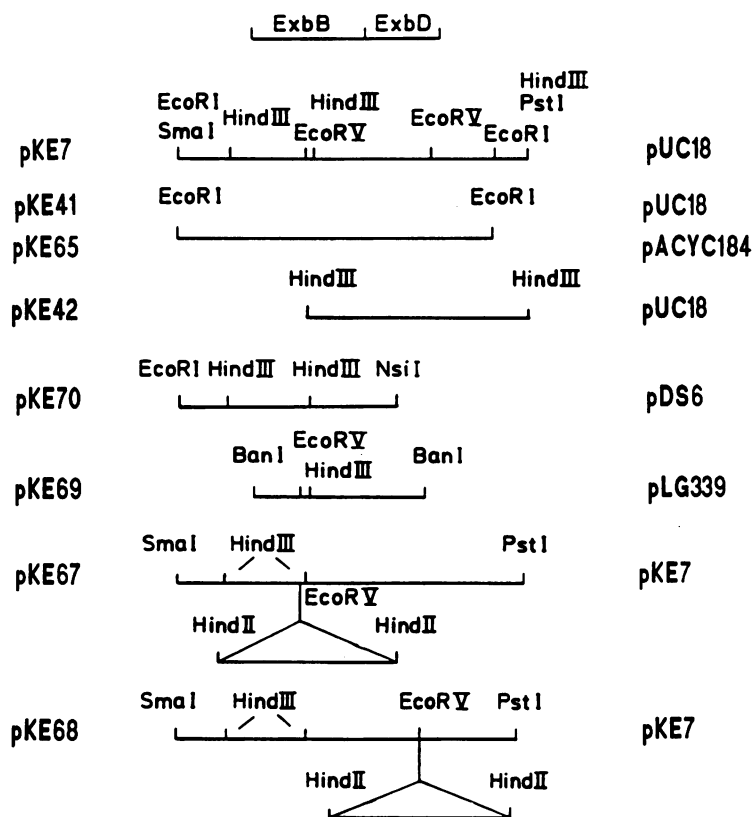 ExbB ExbD
HindIII
EcoRI HindIII PstI
HindIII EcoRV
SmaI EcoRV EcoRI
pKE7 pUC18
EcoRI EcoRI
pKE41 pUC18
pKE65 pACYC184
HindIII HindIII
pKE42 pUC18
EcoRI HindIII HindIII NsiI
pKE70 pDS6
EcoRV
BanI HindIII BanI
pKE69 pLG339
SmaI HindIII PstI
pKE67 pKE7
EcoRV
HindII HindII
SmaI HindIII EcoRV PstI
pKE68 pKE7
HindII HindII